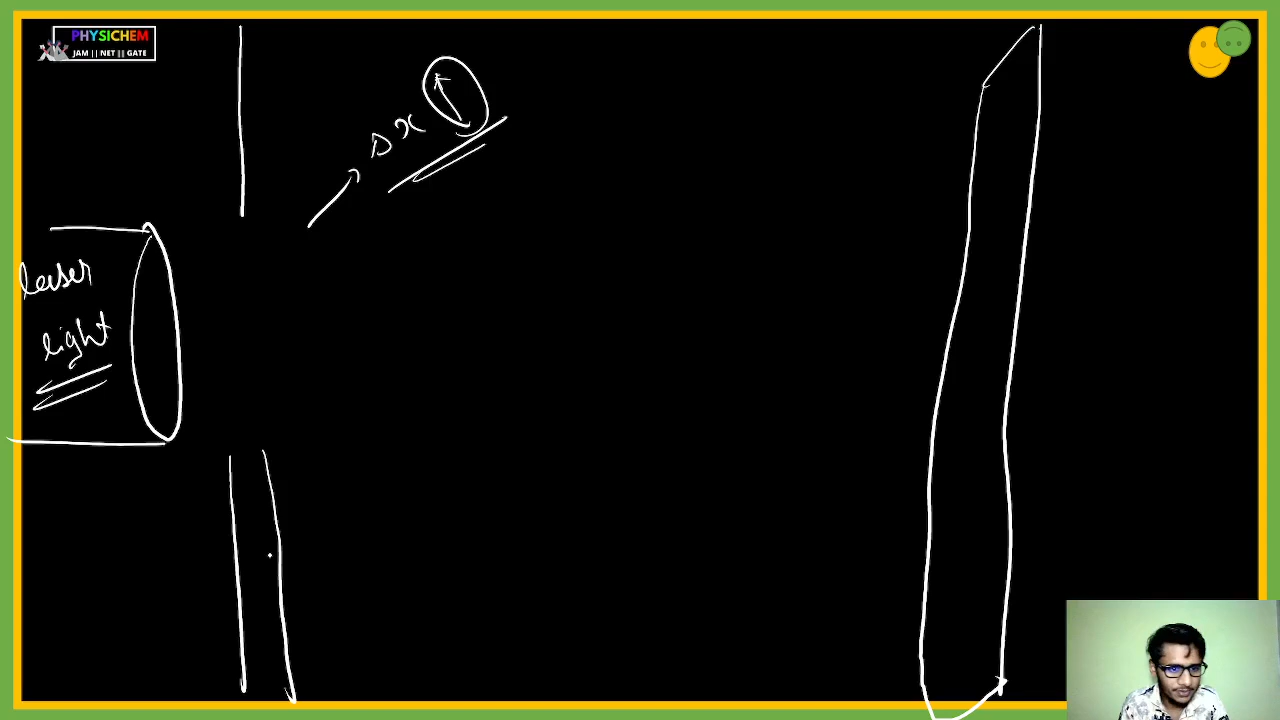 PHYSICHEM
JAM || NET || GATE
Δx ↑
laser
light